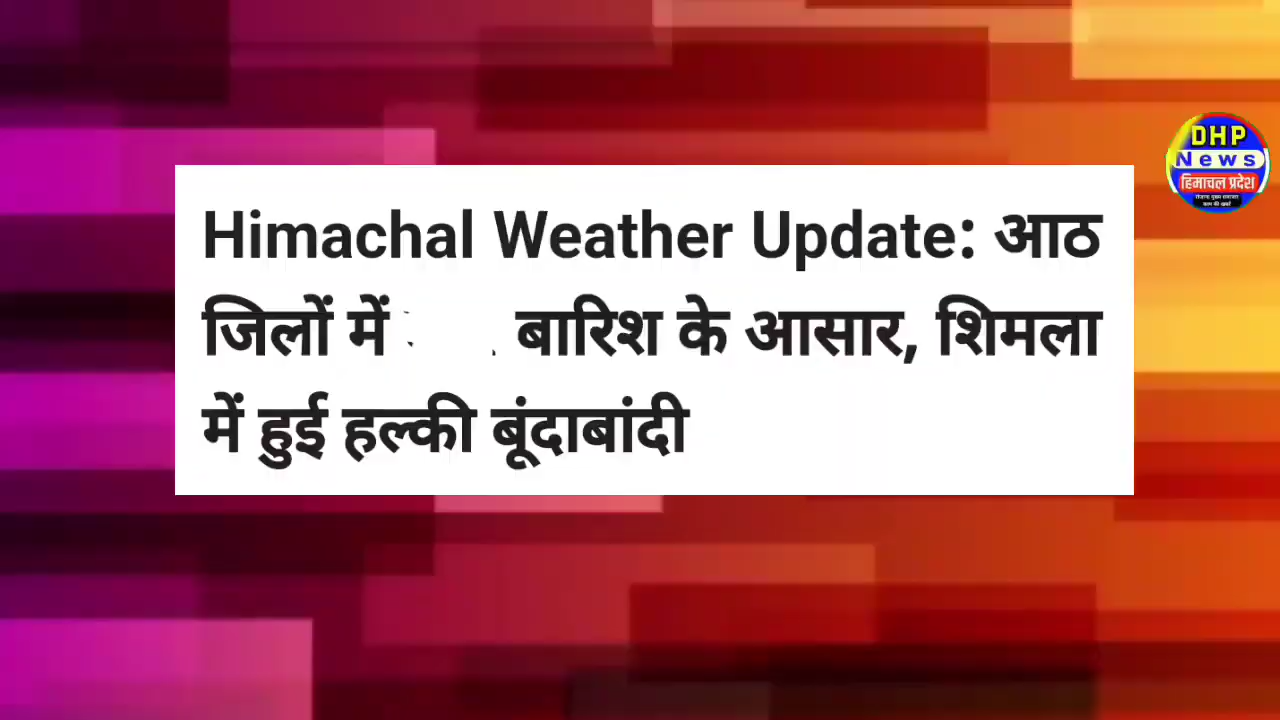 Himachal Weather Update: आठ
जिलों में बारिश के आसार, शिमला
में हुई हल्की बूंदाबांदी
DHP
News
हिमाचल प्रदेश